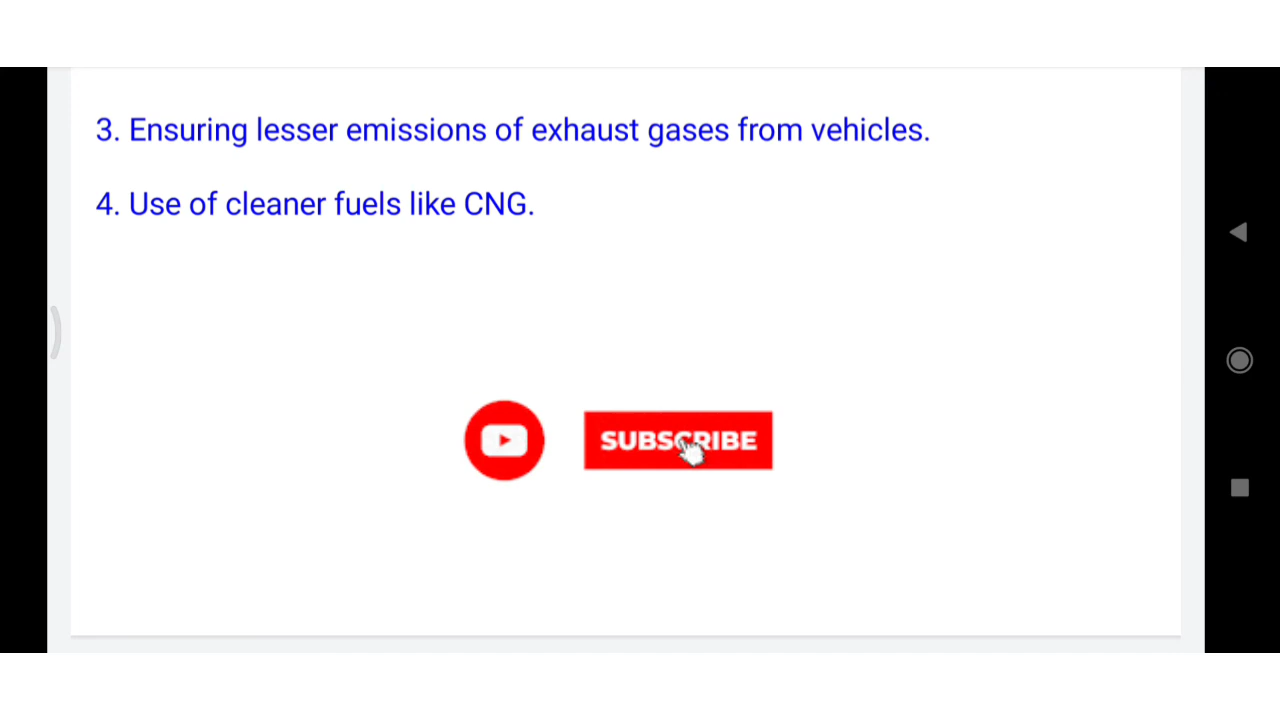 3. Ensuring lesser emissions of exhaust gases from vehicles.
4. Use of cleaner fuels like CNG.
SUBSCRIBE